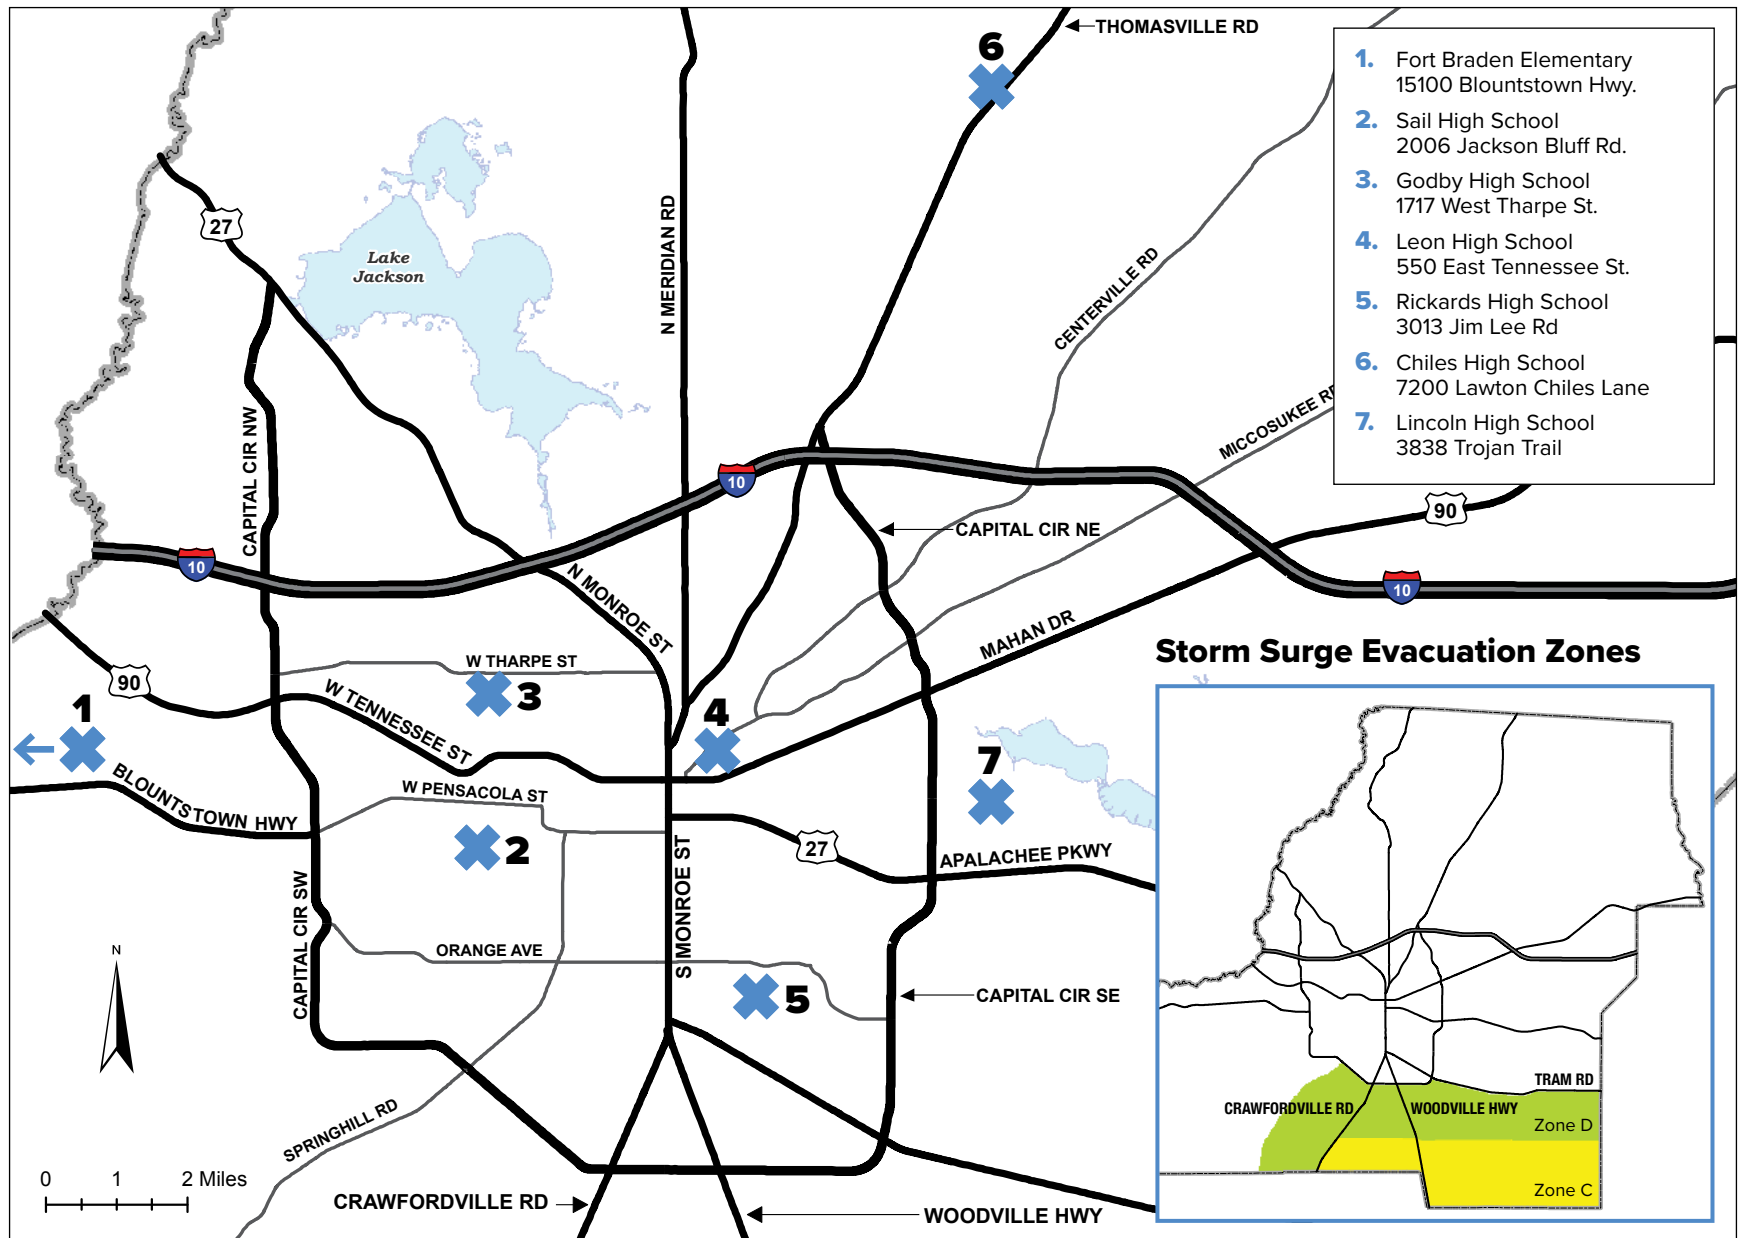 THOMASVILLE RD
6
1. Fort Braden Elementary
15100 Blountstown Hwy.
2. Sail High School
2006 Jackson Bluff Rd.
3. Godby High School
1717 West Tharpe St.
4. Leon High School
550 East Tennessee St.
5. Rickards High School
3013 Jim Lee Rd
6. Chiles High School
7200 Lawton Chiles Lane
7. Lincoln High School
3838 Trojan Trail
27
Lake
Jackson
N MERIDIAN RD
CENTERVILLE RD
MICCOSUKEE RD
CAPITAL CIR NW
10
90
CAPITAL CIR NE
10
10
N MONROE ST
MAHAN DR
W THARPE ST
90
3
W TENNESSEE ST
1
4
7
BLOUNTSTOWN HWY
W PENSACOLA ST
2
27
APALACHEE PKWY
S MONROE ST
CAPITAL CIR SW
ORANGE AVE
5
CAPITAL CIR SE
N
SPRINGHILL RD
0 1 2 Miles
CRAWFORDVILLE RD
WOODVILLE HWY
Storm Surge Evacuation Zones
TRAM RD
CRAWFORDVILLE RD
WOODVILLE HWY
Zone D
Zone C